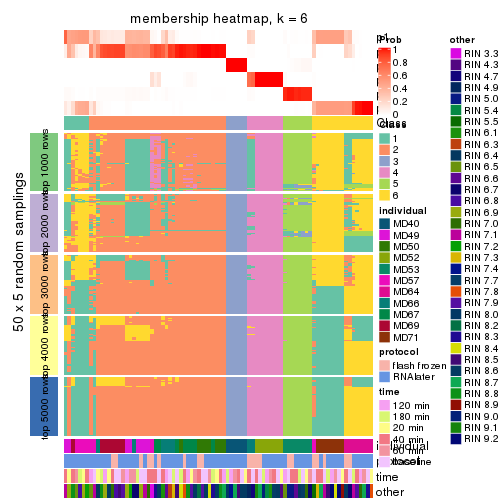 membership heatmap, k = 6
50 x 5 random samplings
top 1000 rows
top 2000 rows
top 3000 rows
top 4000 rows
top 5000 rows
Prob
1
0.8
0.6
0.4
0.2
0
Class
1
2
3
4
5
6
individual
MD40
MD49
MD50
MD52
MD53
MD57
MD64
MD66
MD67
MD69
MD71
protocol
flash frozen
RNAlater
time
120 min
180 min
20 min
40 min
60 min
baseline
individual
protocol
time
other
other
RIN 3.3
RIN 4.3
RIN 4.7
RIN 4.9
RIN 5.0
RIN 5.4
RIN 5.5
RIN 6.1
RIN 6.3
RIN 6.4
RIN 6.5
RIN 6.6
RIN 6.7
RIN 6.8
RIN 6.9
RIN 7.0
RIN 7.1
RIN 7.2
RIN 7.3
RIN 7.4
RIN 7.7
RIN 7.8
RIN 7.9
RIN 8.0
RIN 8.2
RIN 8.3
RIN 8.4
RIN 8.5
RIN 8.6
RIN 8.7
RIN 8.8
RIN 8.9
RIN 9.0
RIN 9.1
RIN 9.2